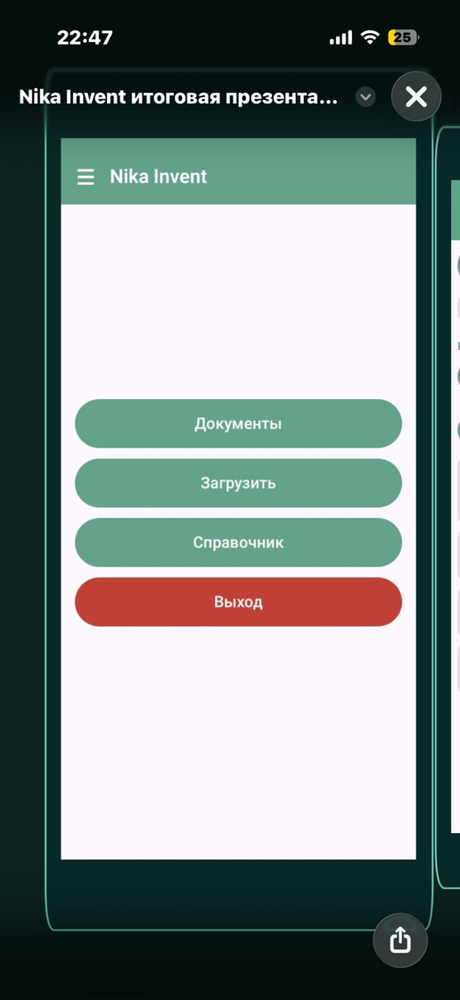 22:47
25
Nika Invent итоговая презента...
Nika Invent
Документы
Загрузить
Справочник
Выход